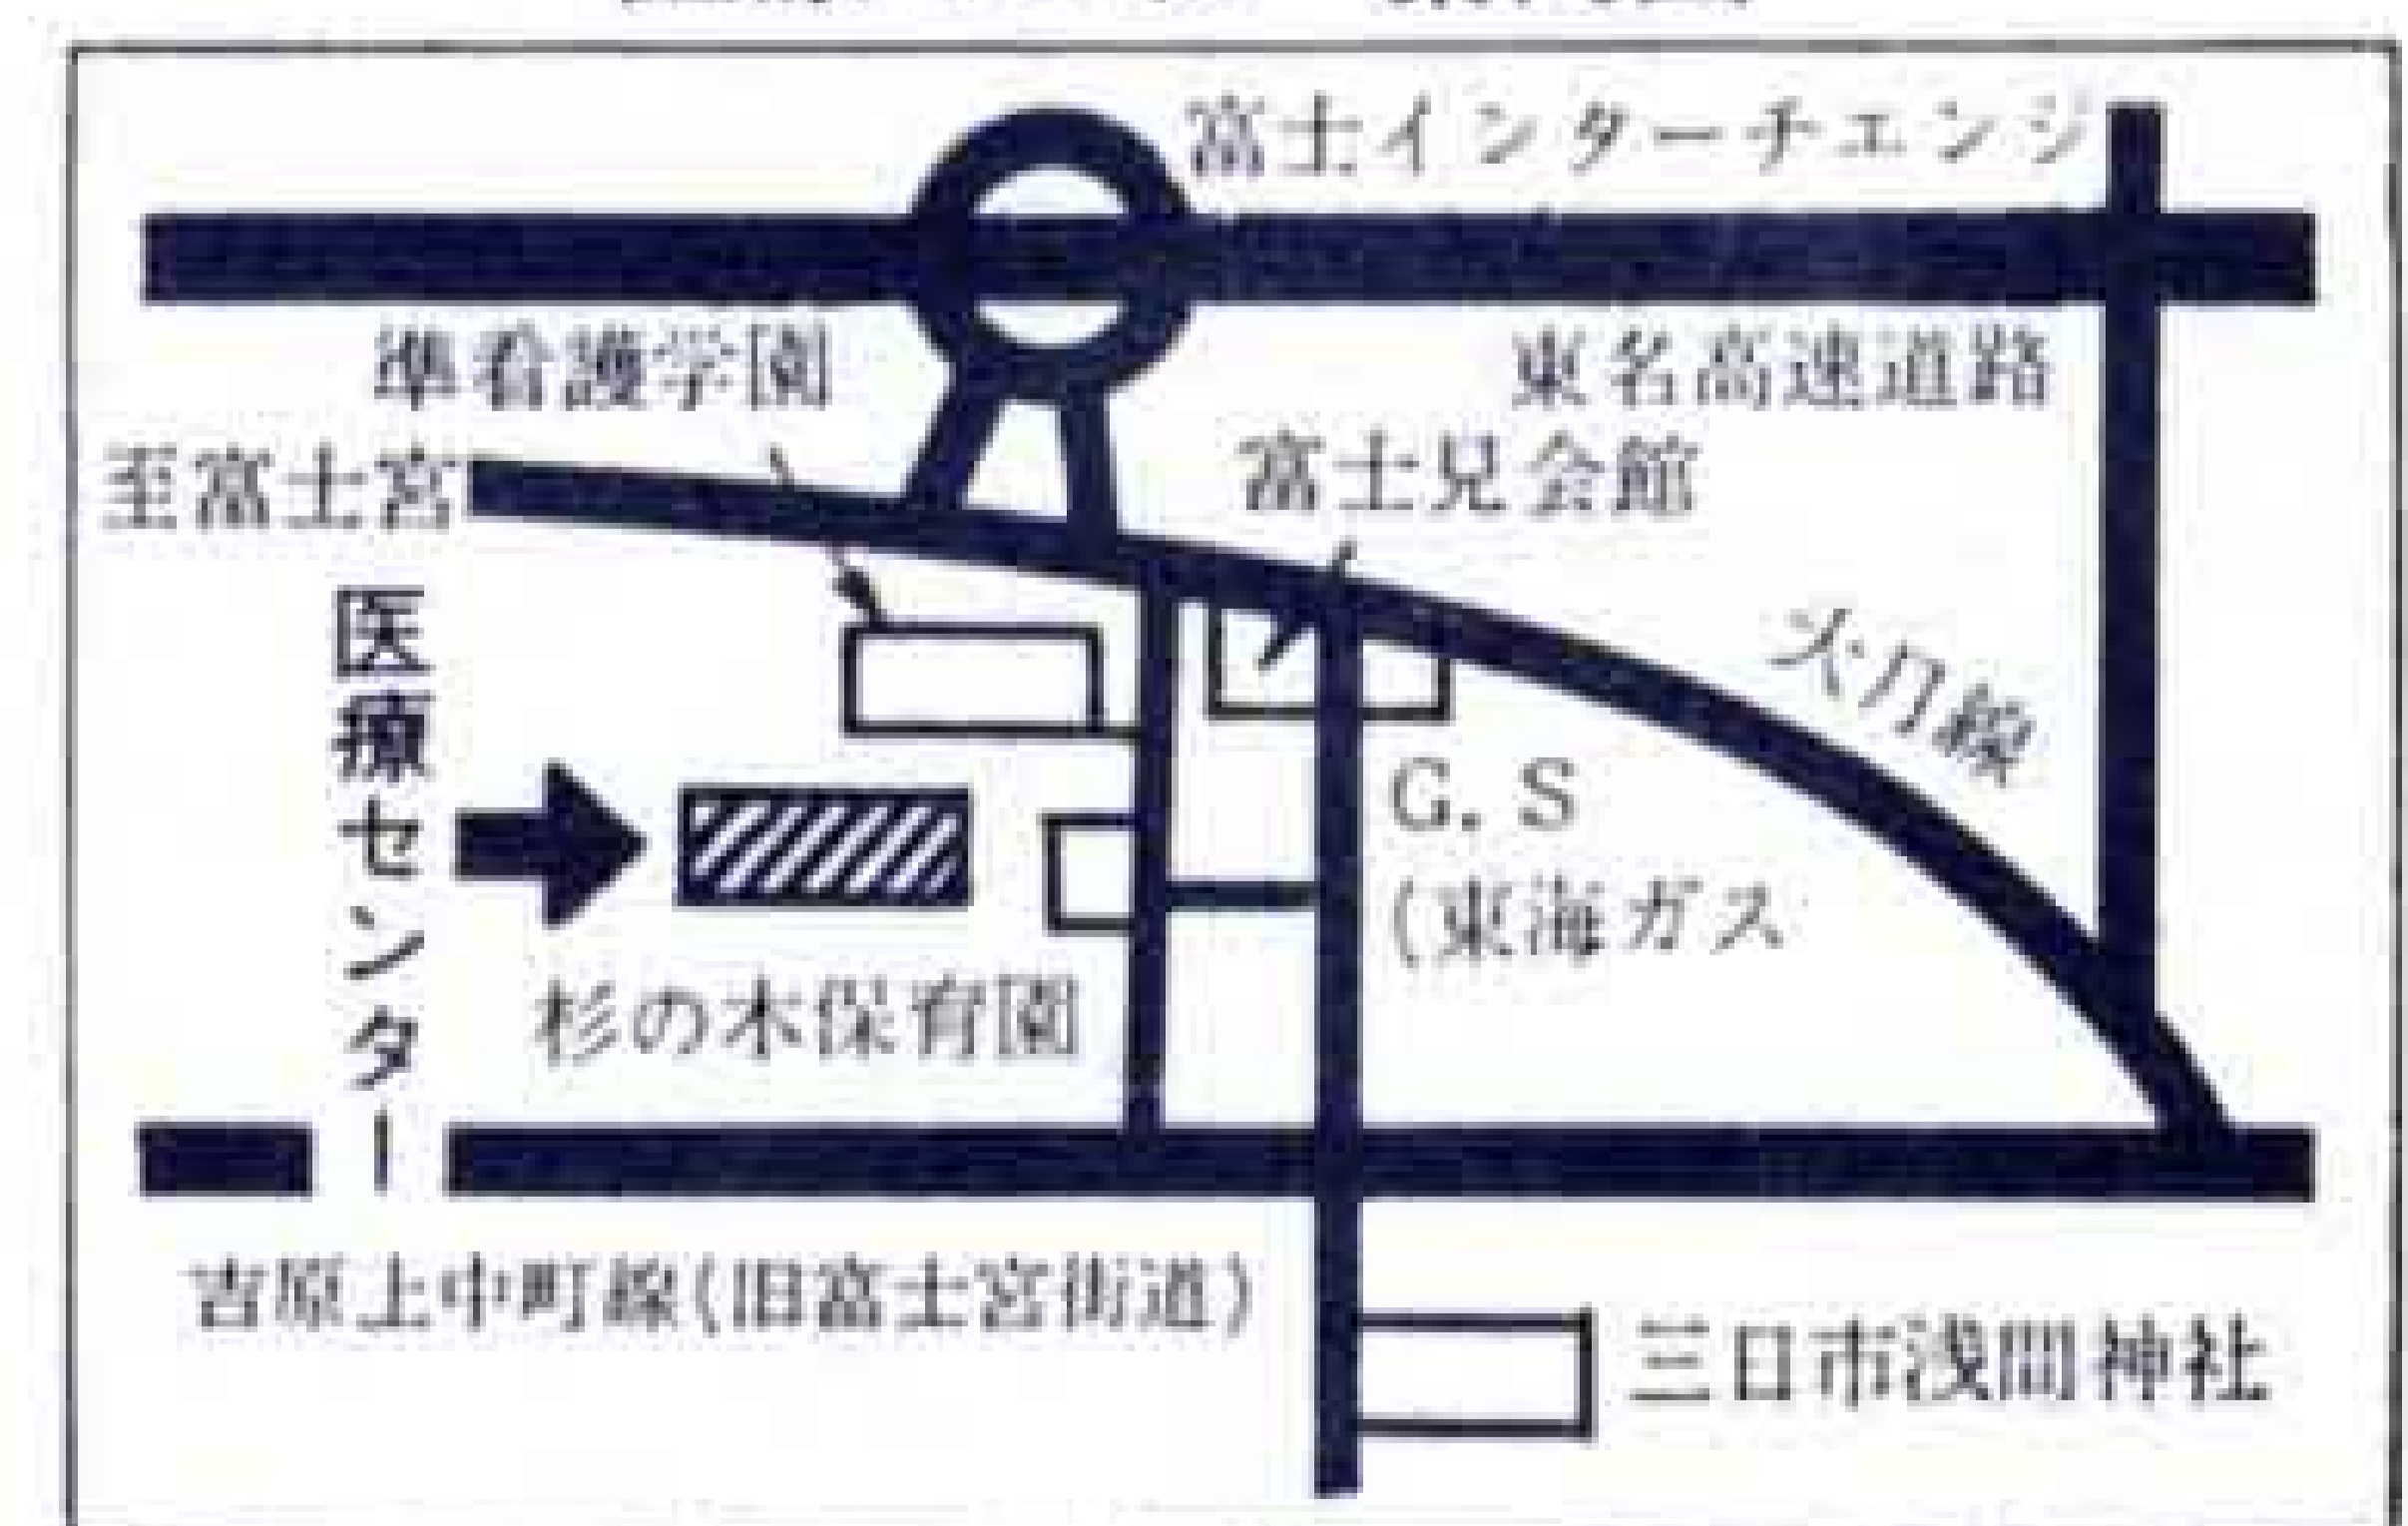 富士インターチエンジ
準看護学園
東名高速道路
至富士宮
富士見会館
大月線
医療センター
G.S
(東海ガス
杉の木保育園
吉原上中町線(旧富士宮街道)
三日市浅間神社